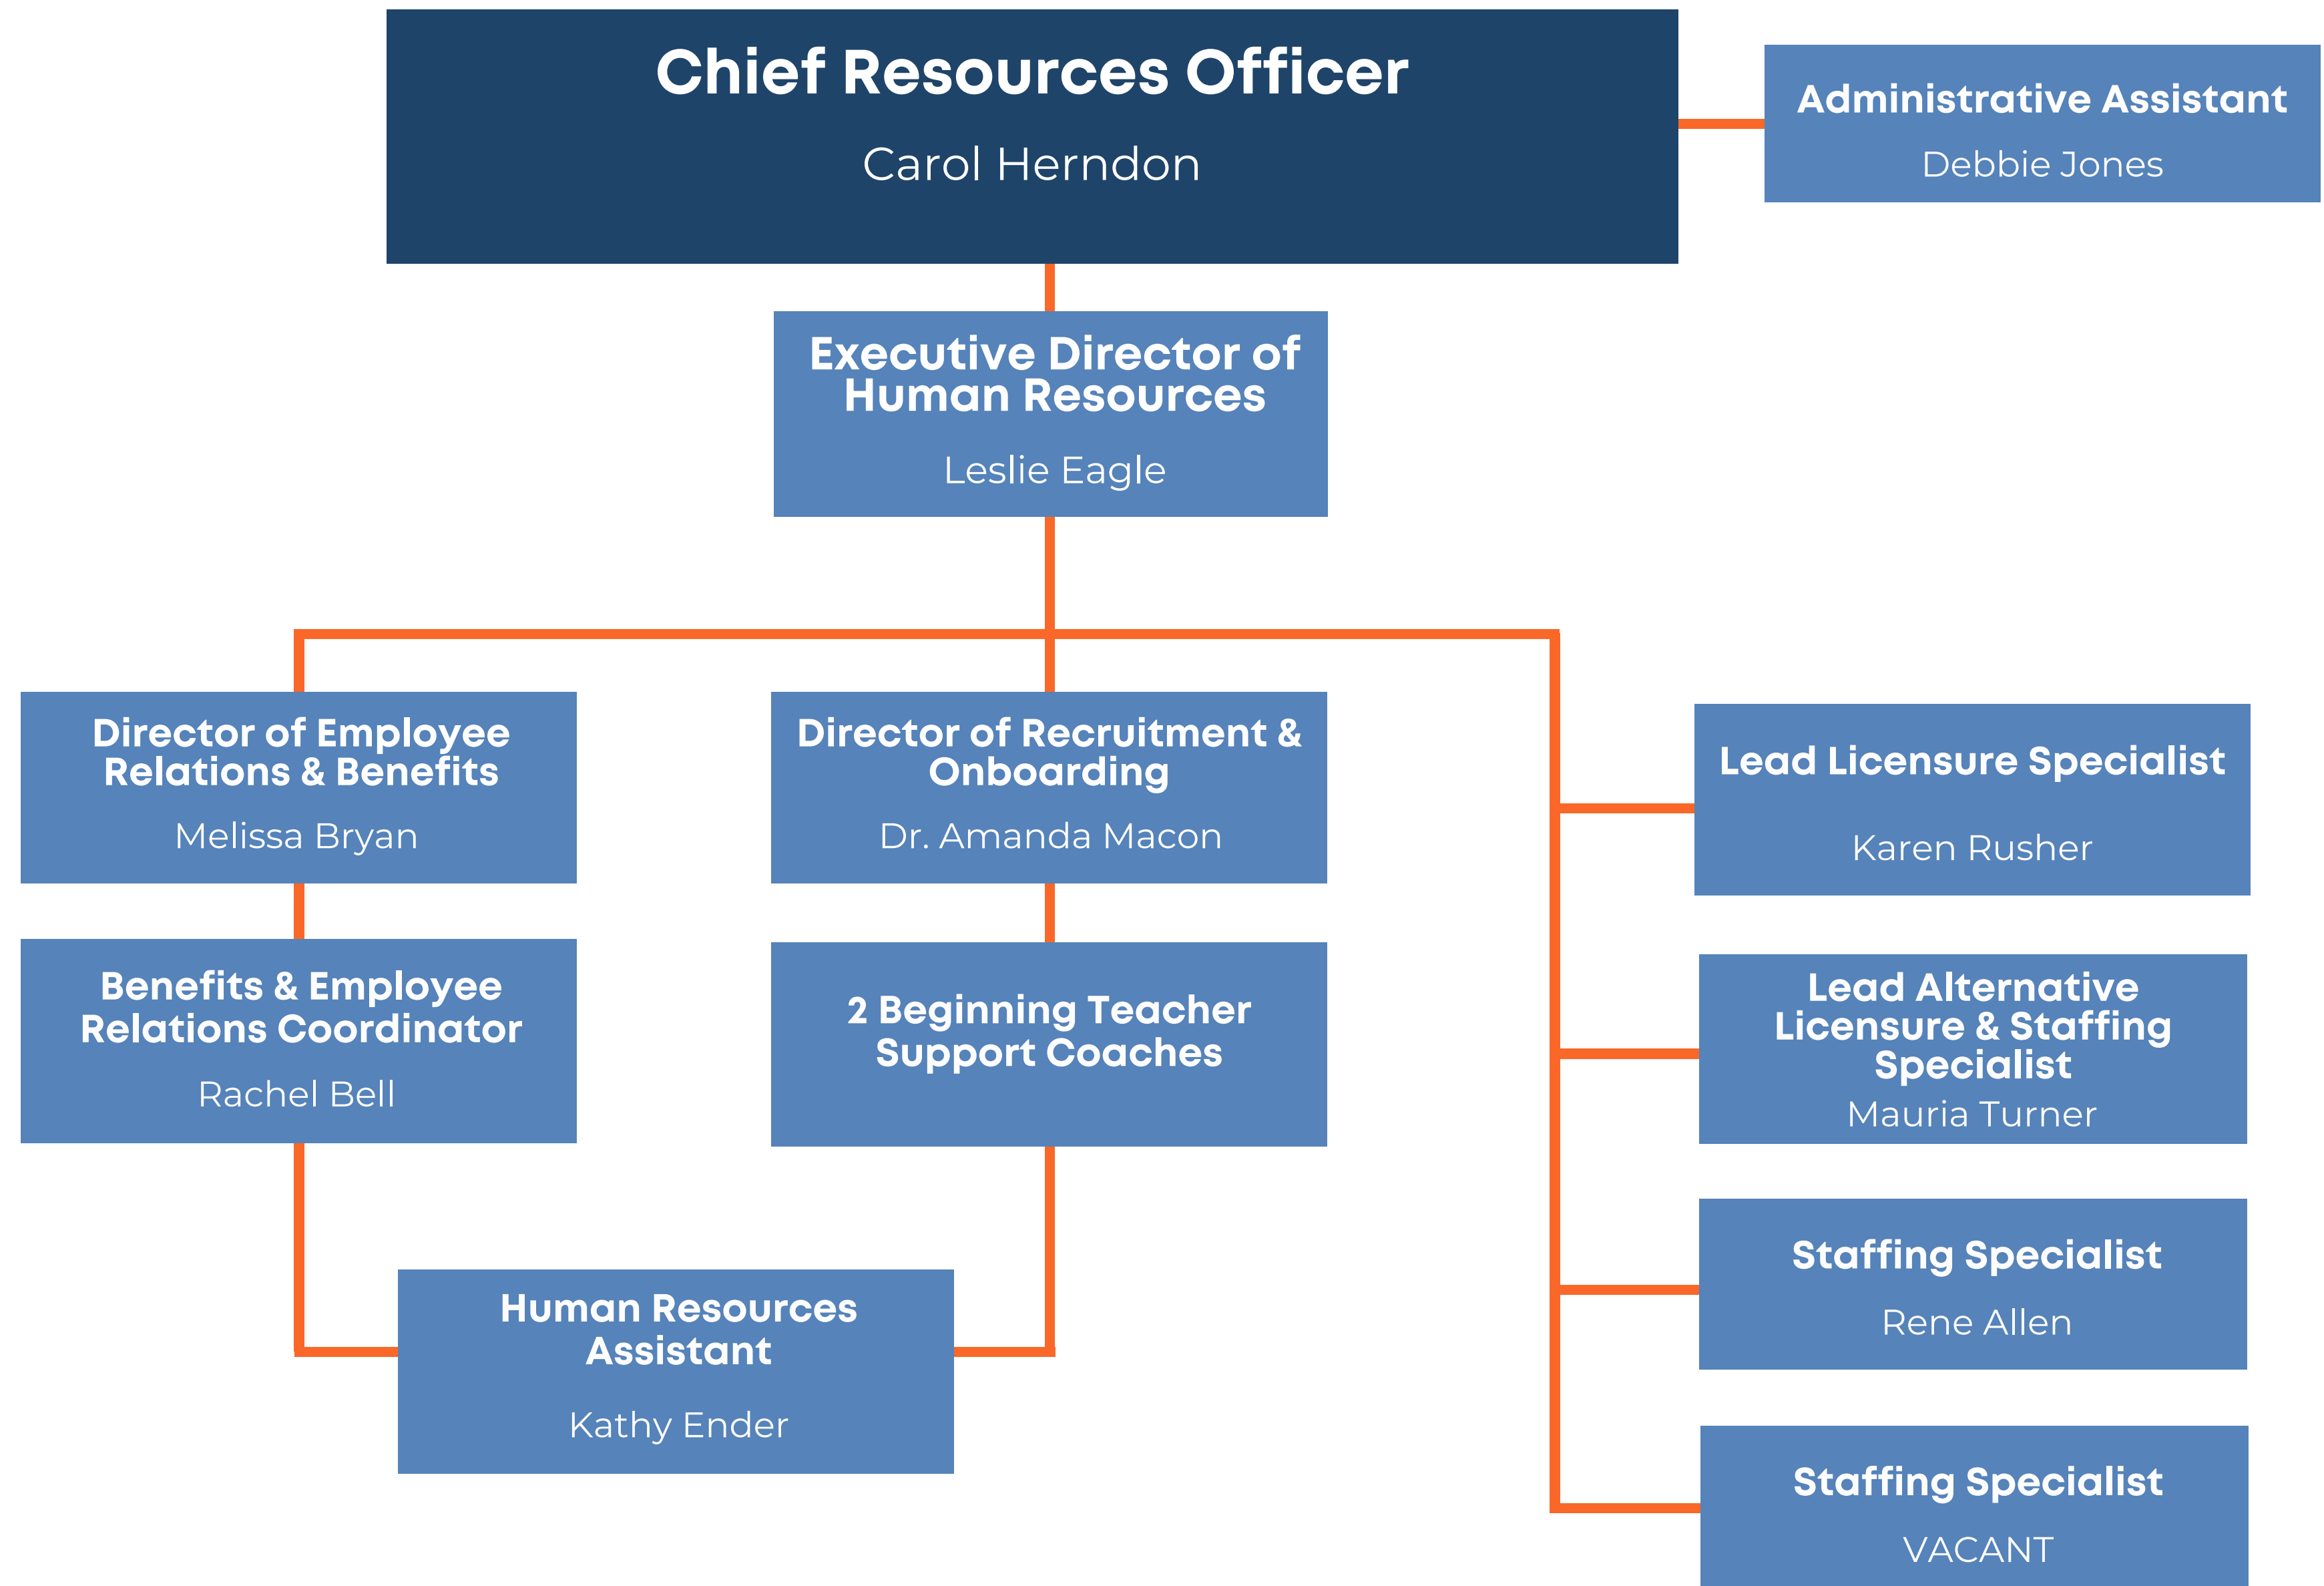 Chief Resources Officer
Carol Herndon
Administrative Assistant
Debbie Jones
Executive Director of
Human Resources
Leslie Eagle
Director of Employee
Relations & Benefits
Melissa Bryan
Director of Recruitment &
Onboarding
Dr. Amanda Macon
Lead Licensure Specialist
Karen Rusher
Benefits & Employee
Relations Coordinator
Rachel Bell
2 Beginning Teacher
Support Coaches
Lead Alternative
Licensure & Staffing
Specialist
Mauria Turner
Human Resources
Assistant
Kathy Ender
Staffing Specialist
Rene Allen
Staffing Specialist
VACANT